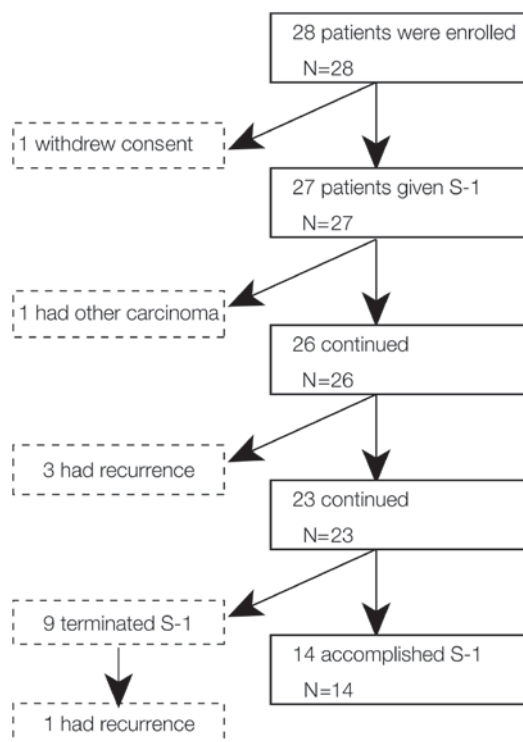 28 patients were enrolled
N=28
1 withdrew consent
27 patients given S-1
N=27
1 had other carcinoma
26 continued
N=26
3 had recurrence
23 continued
N=23
9 terminated S-1
14 accomplished S-1
N=14
1 had recurrence